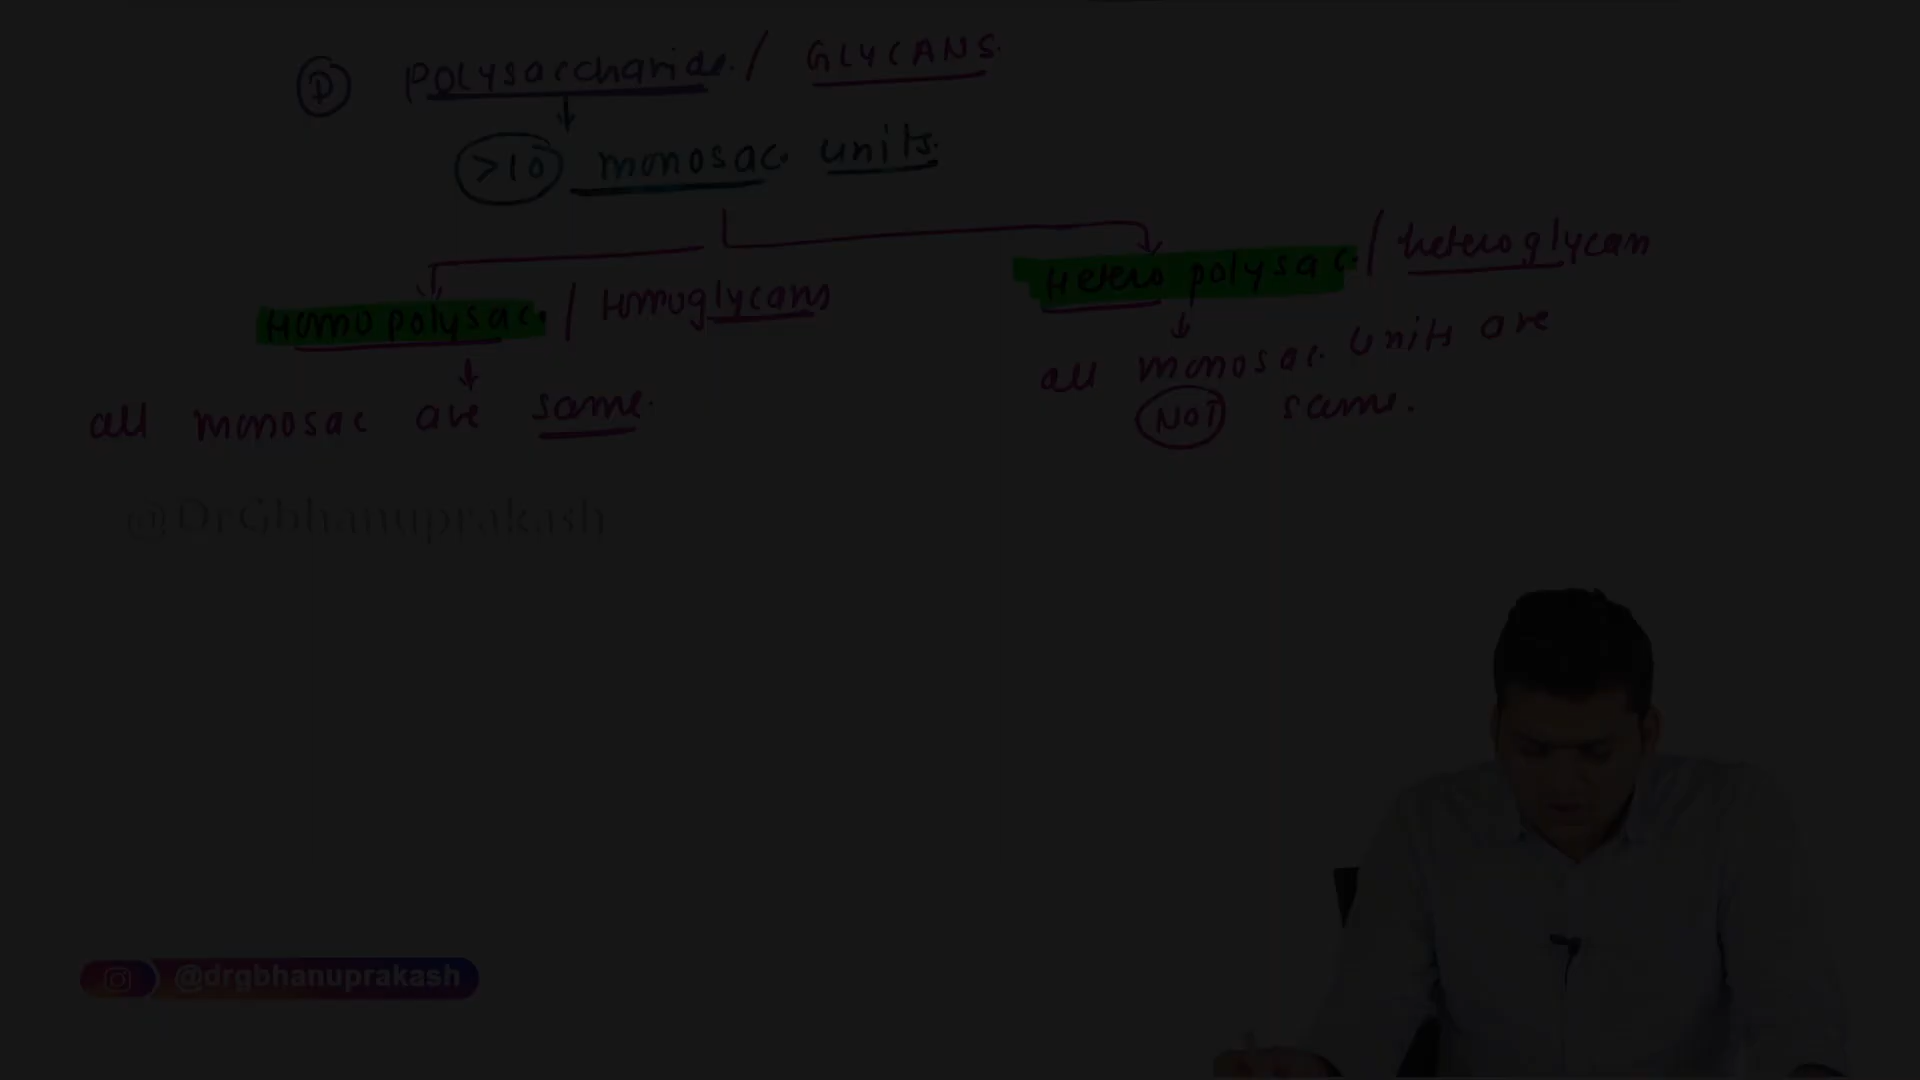 D Polysaccharide. / GLYCANS.
>10 monosac. units.
Homo polysac. / Homoglycans
Hetero polysac. / heteroglycan
all monosac are same.
all monosac. units are
NOT same.
@DrGbhanuprakash
@drgbhanuprakash